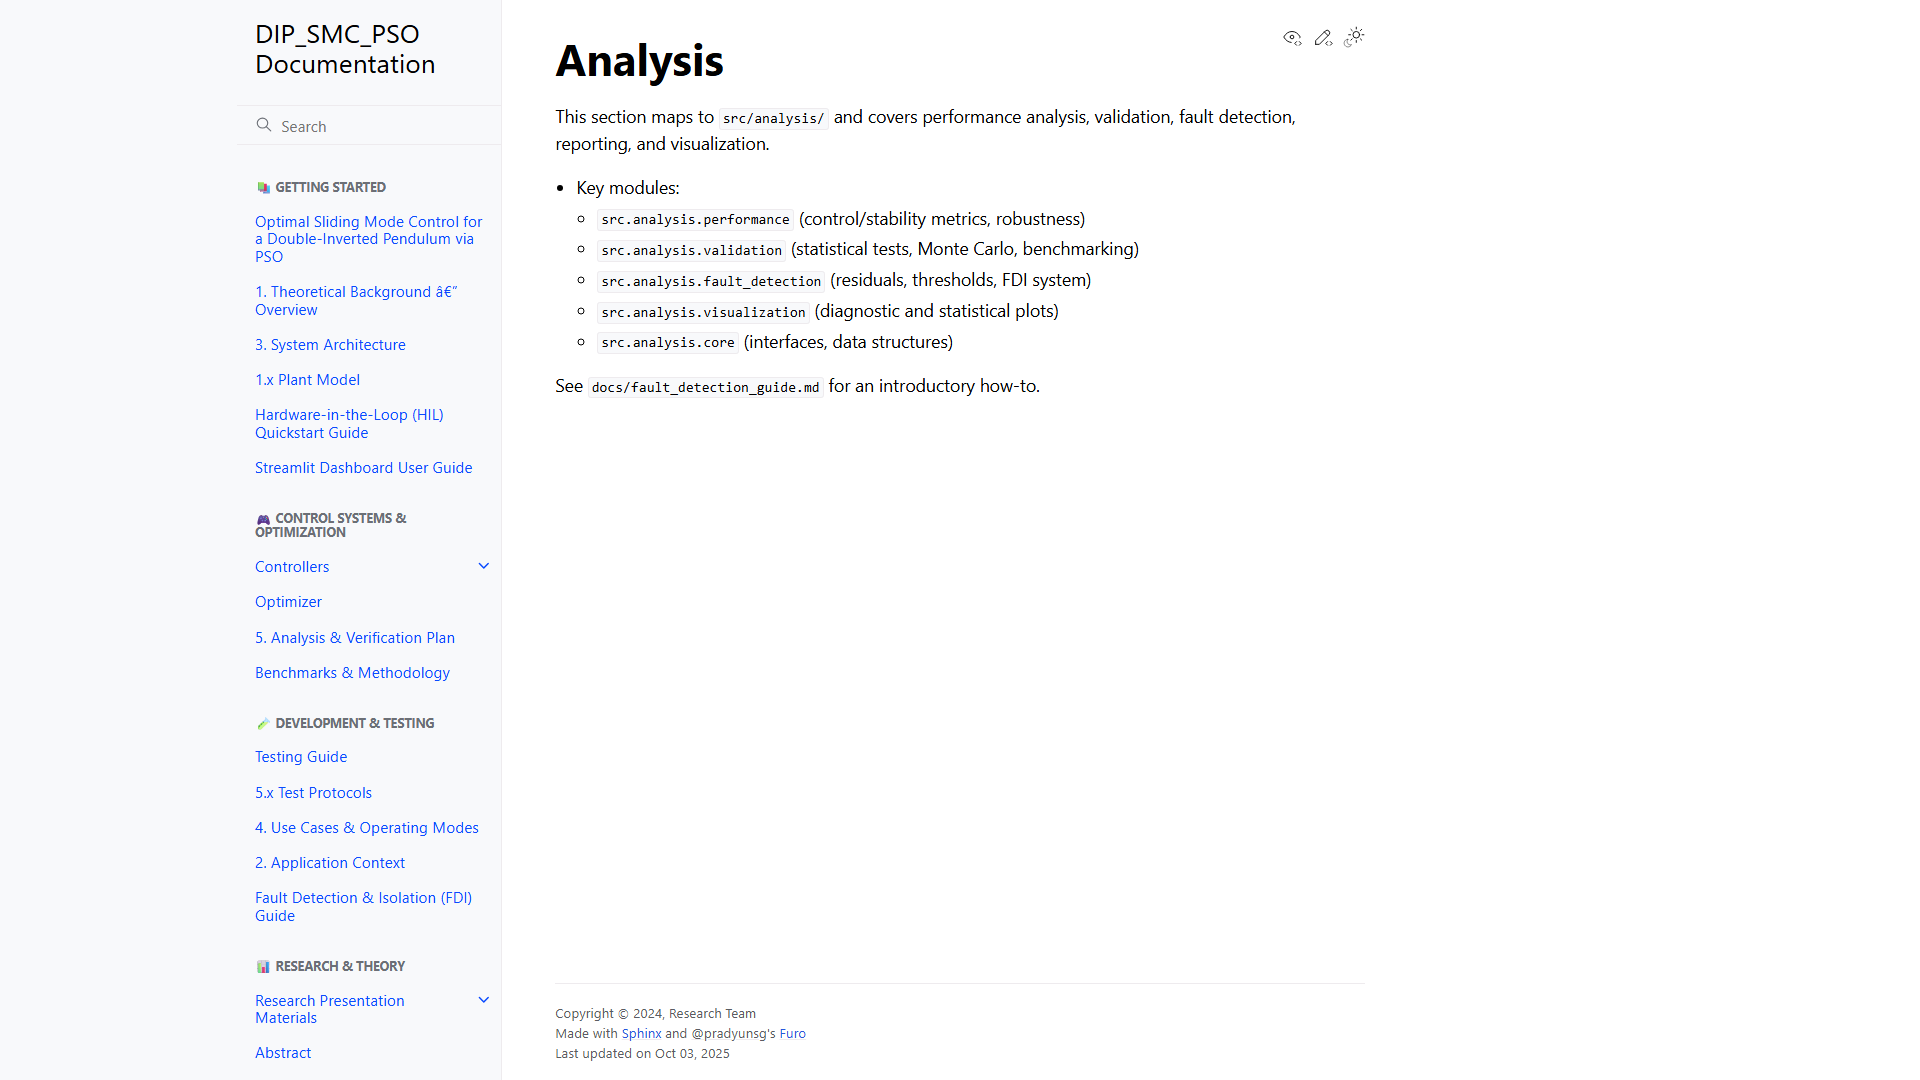 DIP_SMC_PSO
Documentation
Search
GETTING STARTED
Optimal Sliding Mode Control for
a Double-Inverted Pendulum via
PSO
1. Theoretical Background â€”
Overview
3. System Architecture
1.x Plant Model
Hardware-in-the-Loop (HIL)
Quickstart Guide
Streamlit Dashboard User Guide
CONTROL SYSTEMS &
OPTIMIZATION
Controllers
Optimizer
5. Analysis & Verification Plan
Benchmarks & Methodology
DEVELOPMENT & TESTING
Testing Guide
5.x Test Protocols
4. Use Cases & Operating Modes
2. Application Context
Fault Detection & Isolation (FDI)
Guide
RESEARCH & THEORY
Research Presentation
Materials
Abstract
Analysis
This section maps to src/analysis/ and covers performance analysis, validation, fault detection,
reporting, and visualization.
• Key modules:
◦ src.analysis.performance (control/stability metrics, robustness)
◦ src.analysis.validation (statistical tests, Monte Carlo, benchmarking)
◦ src.analysis.fault_detection (residuals, thresholds, FDI system)
◦ src.analysis.visualization (diagnostic and statistical plots)
◦ src.analysis.core (interfaces, data structures)
See docs/fault_detection_guide.md for an introductory how-to.
Copyright © 2024, Research Team
Made with Sphinx and @pradyunsg's Furo
Last updated on Oct 03, 2025